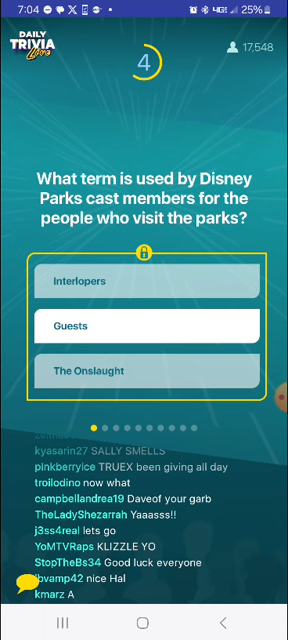 7:04
4G
25%
DAILY
TRIVIA
Live
4
17,548
What term is used by Disney
Parks cast members for the
people who visit the parks?
Interlopers
Guests
The Onslaught
kyasarin27 SALLY SMELLS
pinkberryice TRUEX been giving all day
troilodino now what
campbellandrea19 Daveof your garb
TheLadyShezarrah Yaaasss!!
j3ss4real lets go
YoMTVRaps KLIZZLE YO
StopTheBs34 Good luck everyone
lbvamp42 nice Hal
kmarz A